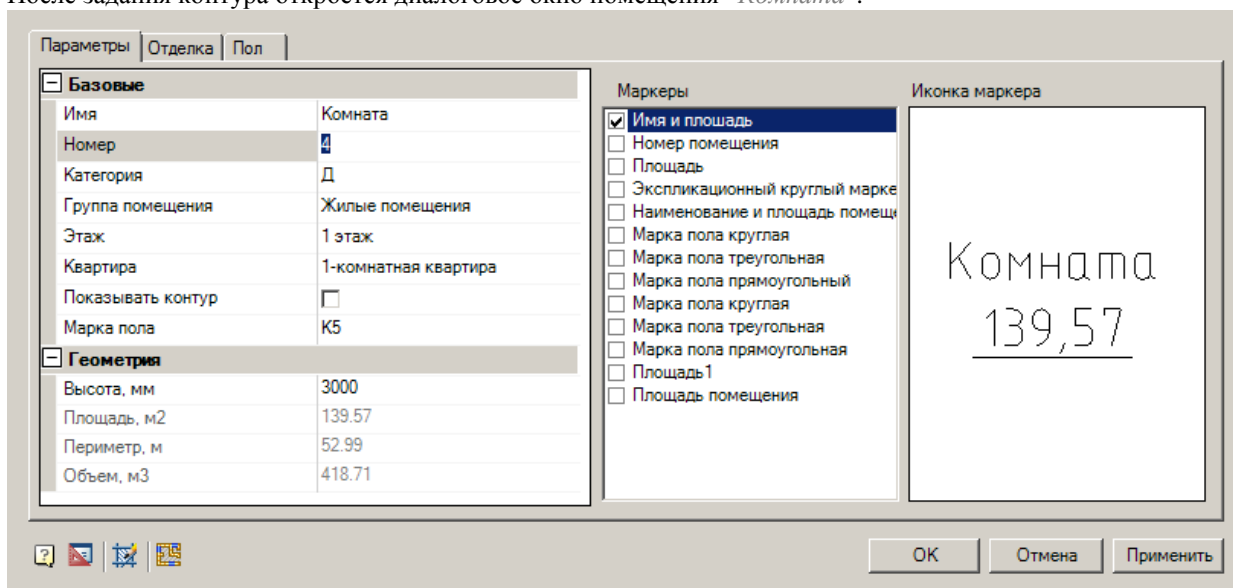 После задания контура откроется диалоговое окно помещения "Комната".
Параметры Отделка Пол
Базовые
Имя Комната
Номер 4
Категория Д
Группа помещения Жилые помещения
Этаж 1 этаж
Квартира 1-комнатная квартира
Показывать контур
Марка пола К5
Геометрия
Высота, мм 3000
Площадь, м2 139.57
Периметр, м 52.99
Объем, м3 418.71
Маркеры
Имя и плошадь
Номер помещения
Площадь
Экспликационный круглый марке
Наименование и площадь помеще
Марка пола круглая
Марка пола треугольная
Марка пола прямоугольный
Марка пола круглая
Марка пола треугольная
Марка пола прямоугольная
Площадь1
Площадь помещения
Иконка маркера
Комната
139,57
OK Отмена Применить